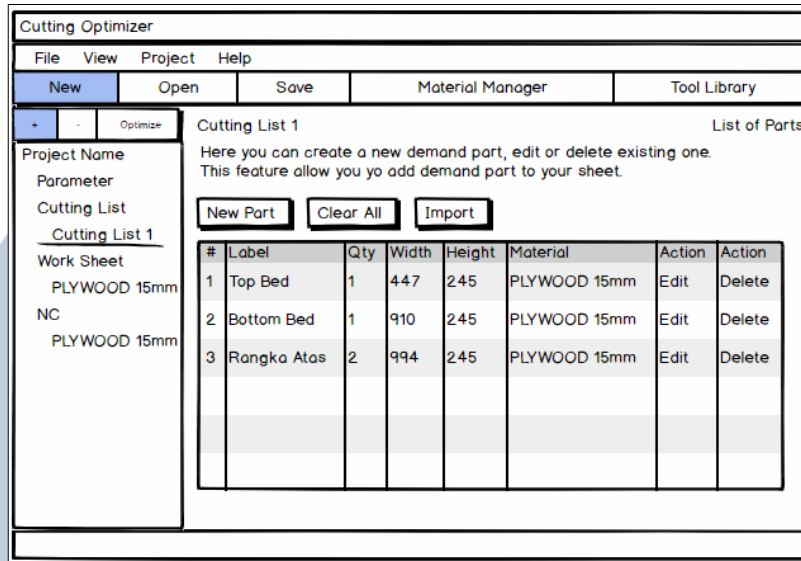 Cutting Optimizer
File View Project Help
New Open Save Material Manager Tool Library
+ - Optimize
Project Name
Parameter
Cutting List
Cutting List 1
Work Sheet
PLYWOOD 15mm
NC
PLYWOOD 15mm
Cutting List 1 List of Parts
Here you can create a new demand part, edit or delete existing one.
This feature allow you yo add demand part to your sheet.
New Part Clear All Import
# Label Qty Width Height Material Action Action
1 Top Bed 1 447 245 PLYWOOD 15mm Edit Delete
2 Bottom Bed 1 910 245 PLYWOOD 15mm Edit Delete
3 Rangka Atas 2 994 245 PLYWOOD 15mm Edit Delete